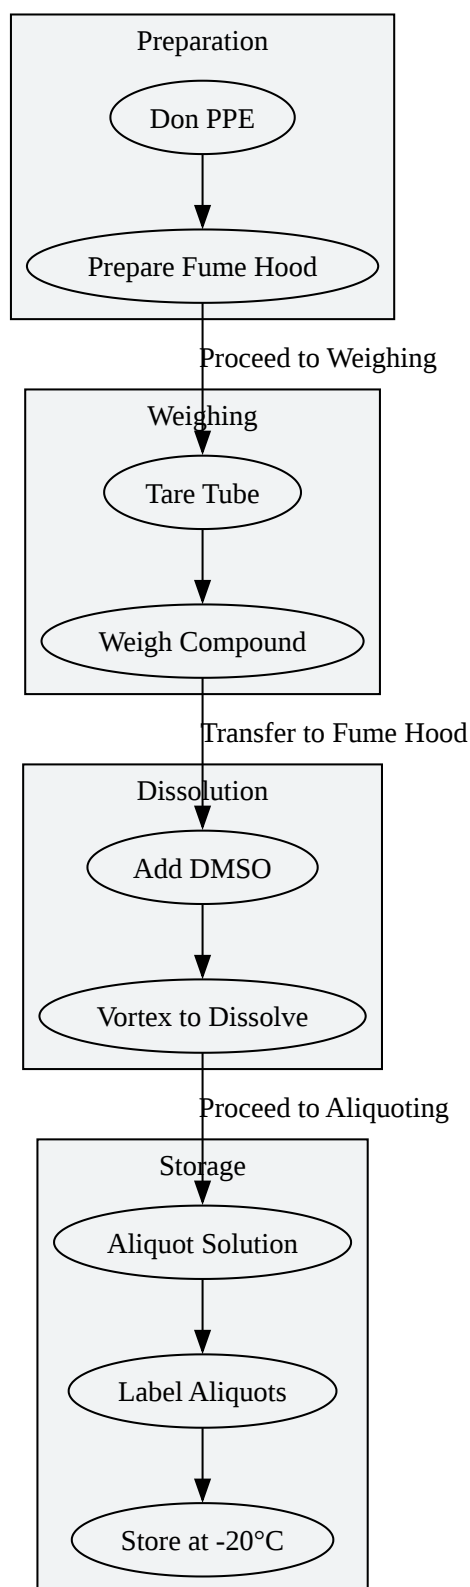 Preparation
Don PPE
Prepare Fume Hood
Proceed to Weighing
Weighing
Tare Tube
Weigh Compound
Transfer to Fume Hood
Dissolution
Add DMSO
Vortex to Dissolve
Proceed to Aliquoting
Storage
Aliquot Solution
Label Aliquots
Store at -20°C